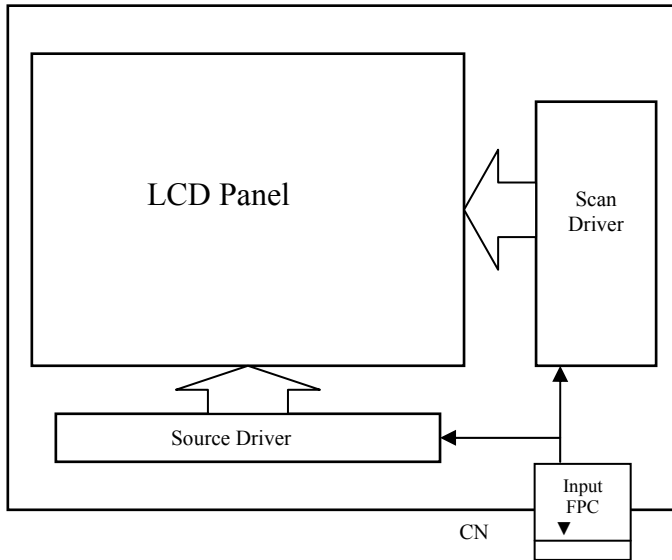 LCD Panel
Scan
Driver
Source Driver
Input
FPC
CN